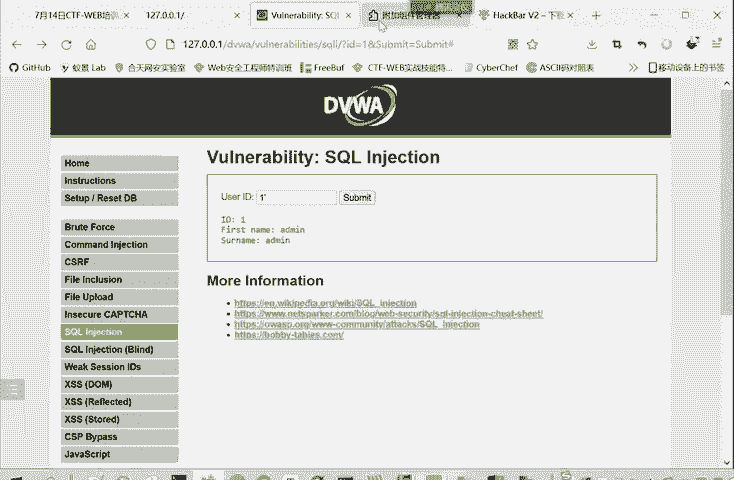 7月14日CTF-WEB培训
127.0.0.1/
Vulnerability: SQL
附加组件管理器
HackBar V2 – 下载
127.0.0.1/dvwa/vulnerabilities/sqli/?id=1&Submit=Submit#
GitHub
蚁景 Lab
合天网安实验室
Web安全工程师特训班
FreeBuf
CTF-WEB实战技能特...
CyberChef
ASCII码对照表
移动设备上的书签
DVWA
Home
Instructions
Setup / Reset DB
Brute Force
Command Injection
CSRF
File Inclusion
File Upload
Insecure CAPTCHA
SQL Injection
SQL Injection (Blind)
Weak Session IDs
XSS (DOM)
XSS (Reflected)
XSS (Stored)
CSP Bypass
JavaScript
Vulnerability: SQL Injection
User ID: 1' Submit
ID: 1
First name: admin
Surname: admin
More Information
https://en.wikipedia.org/wiki/SQL_injection
https://www.netsparker.com/blog/web-security/sql-injection-cheat-sheet/
https://owasp.org/www-community/attacks/SQL_Injection
https://bobby-tables.com/